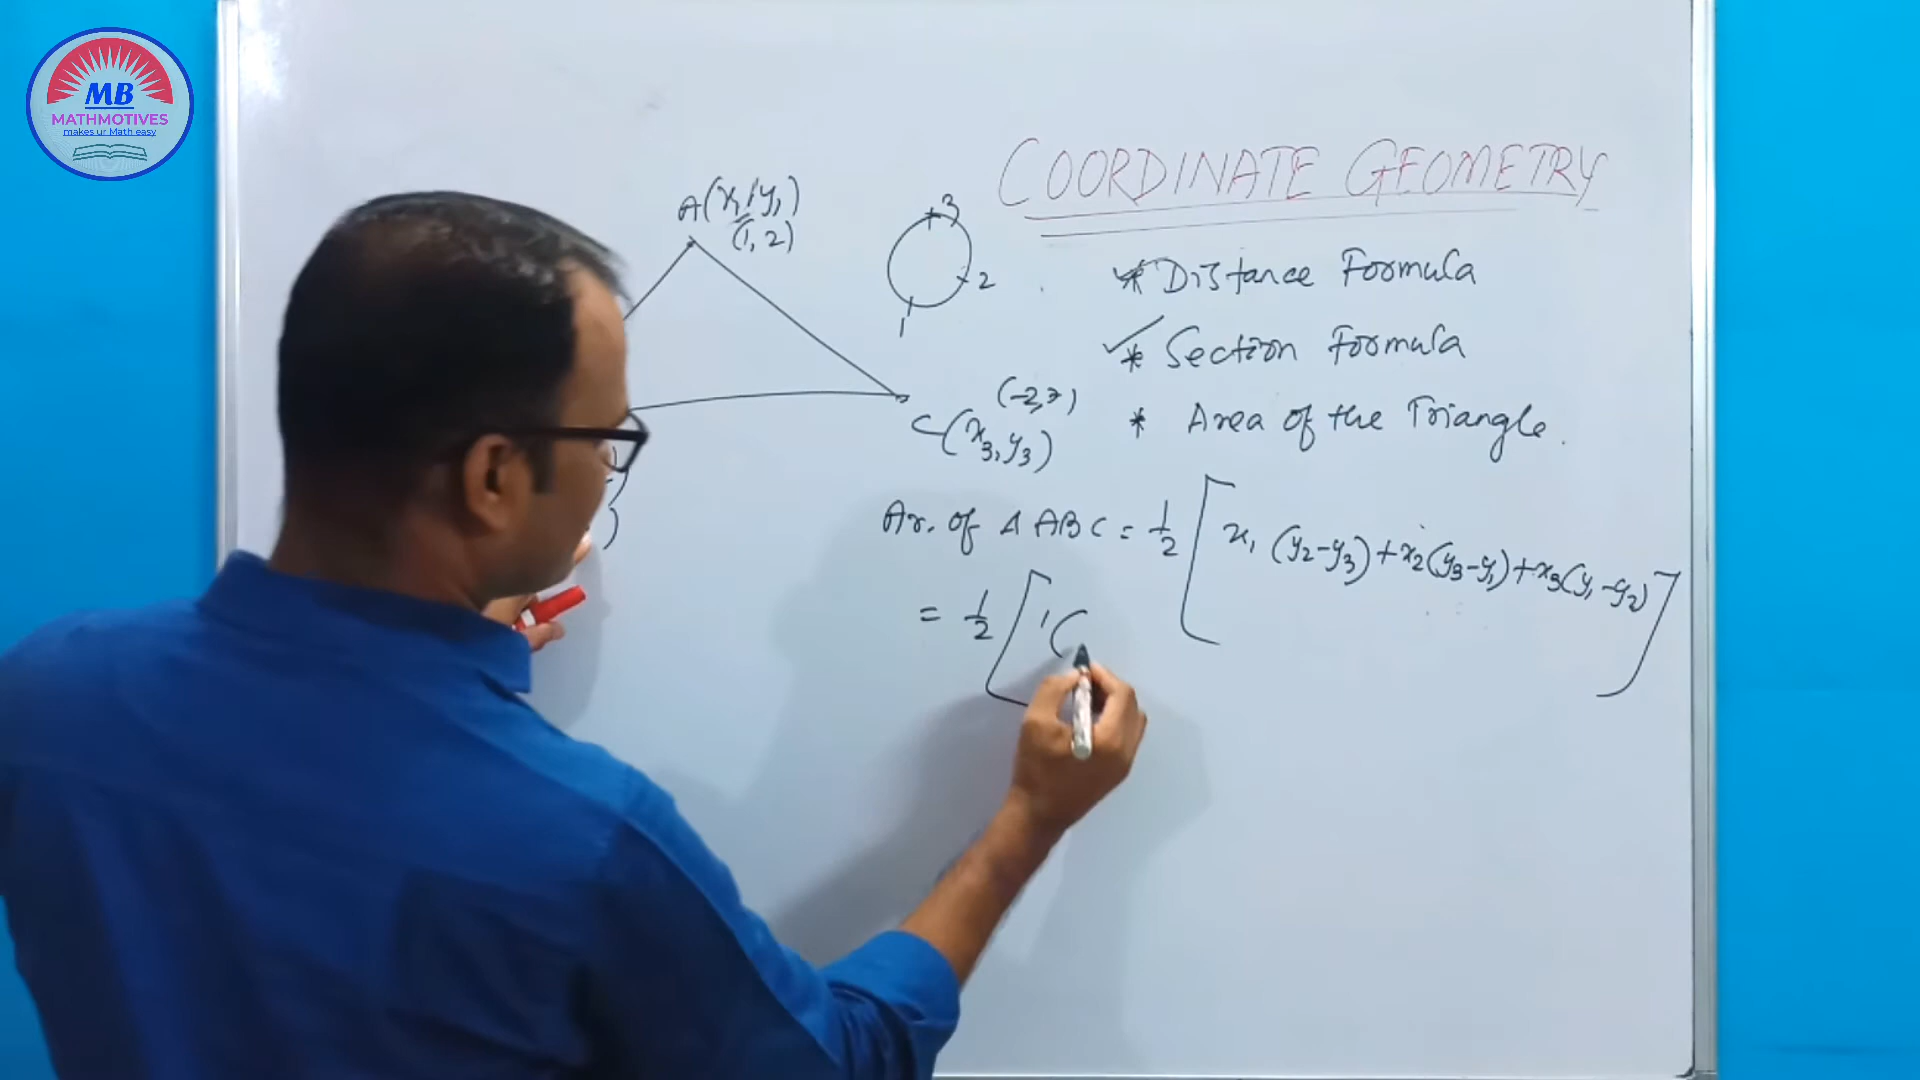 MB
MATHMOTIVES
makes ur Math easy
COORDINATE GEOMETRY
A(x₁, y₁)
(1, 2)
3
2
1
* Distance Formula
* Section Formula
* Area of the Triangle.
C(x₃, y₃)
Ar. of Δ ABC = 1/2 [x₁ (y₂-y₃)+x₂(y₃-y₁)+x₃(y₁-y₂)]
= 1/2 [1(